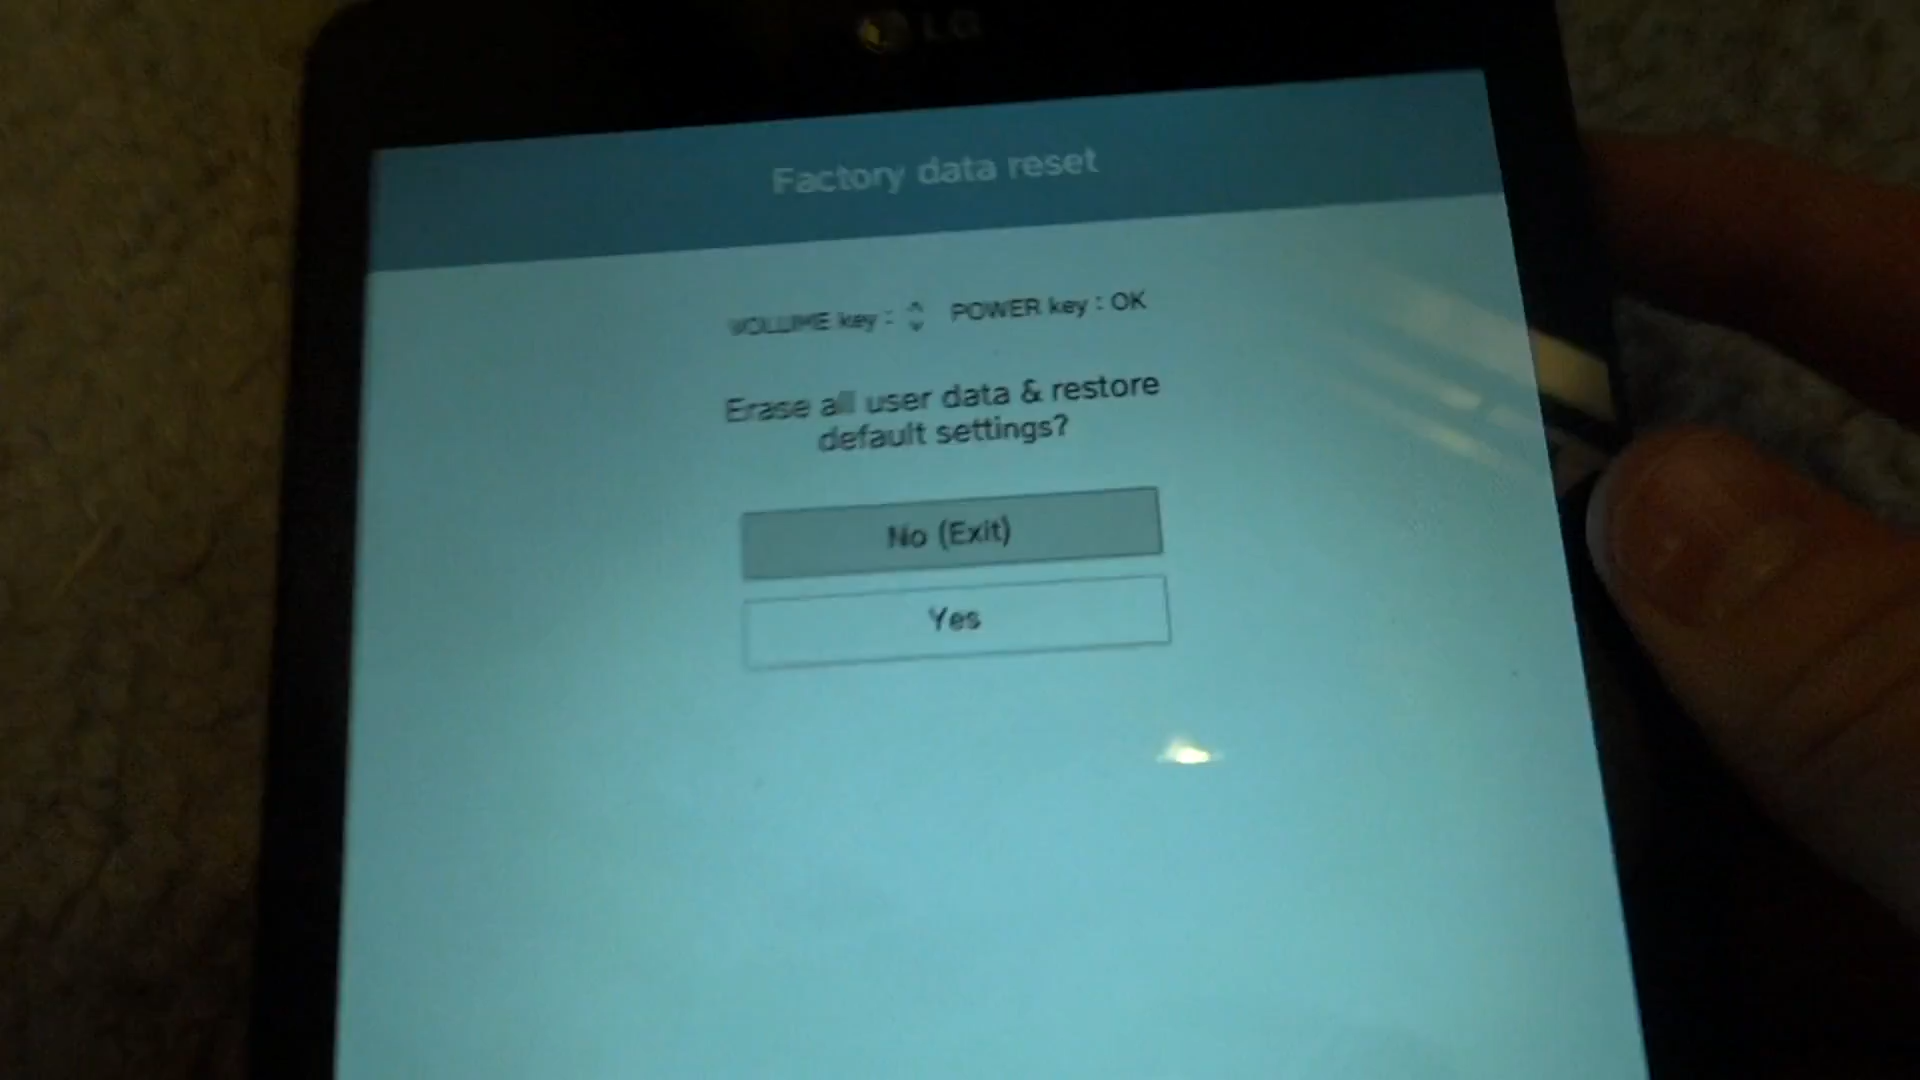 LG
Factory data reset
VOLUME key : POWER key : OK
Erase all user data & restore
default settings?
No (Exit)
Yes